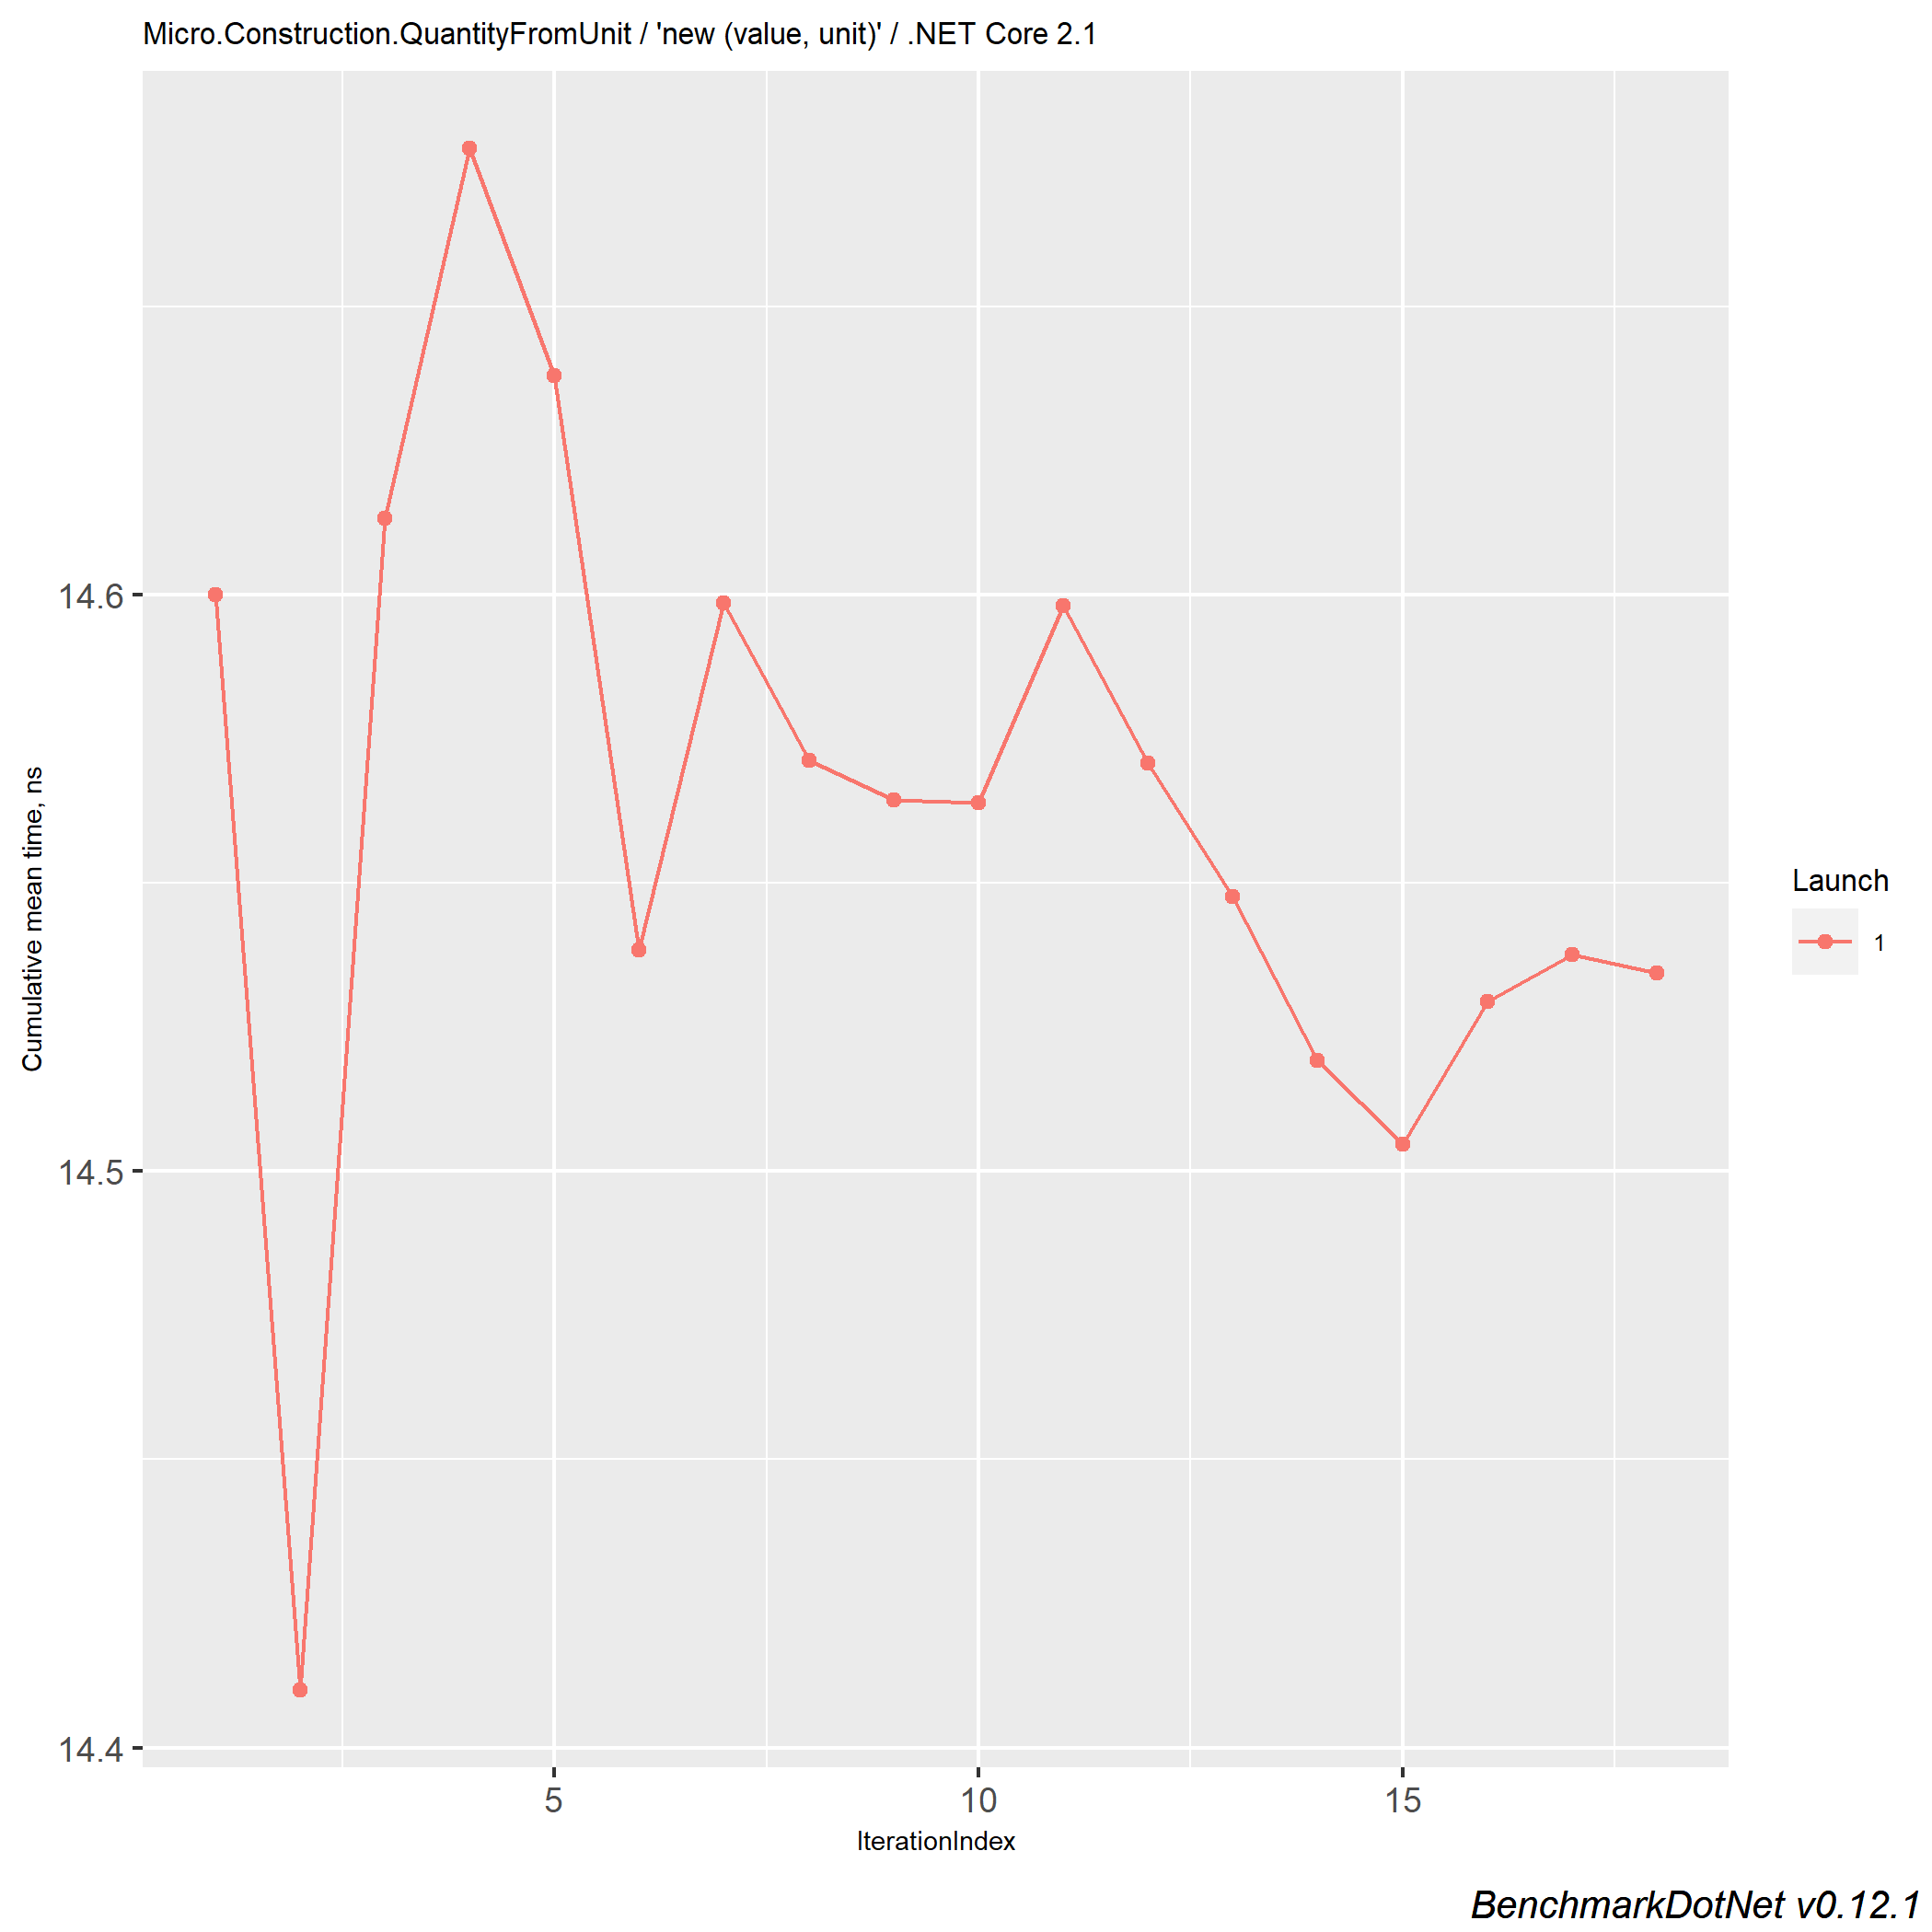 Micro.Construction.QuantityFromUnit / 'new (value, unit)' / .NET Core 2.1
Cumulative mean time, ns
14.6
14.5
14.4
5
10
15
IterationIndex
Launch
1
BenchmarkDotNet v0.12.1